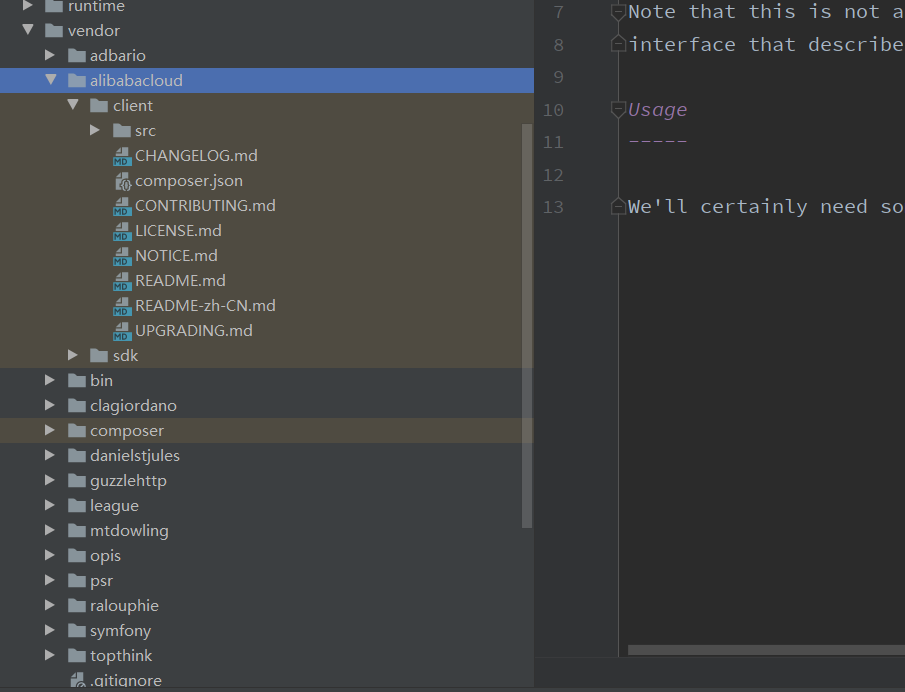 runtime
vendor
adbario
alibabacloud
client
src
CHANGELOG.md
composer.json
CONTRIBUTING.md
LICENSE.md
NOTICE.md
README.md
README-zh-CN.md
UPGRADING.md
sdk
bin
clagiordano
composer
danielstjules
guzzlehttp
league
mtdowling
opis
psr
ralouphie
symfony
topthink
.gitignore
7 Note that this is not a
8 interface that describe
9
10 Usage
11 -----
12
13 We'll certainly need so